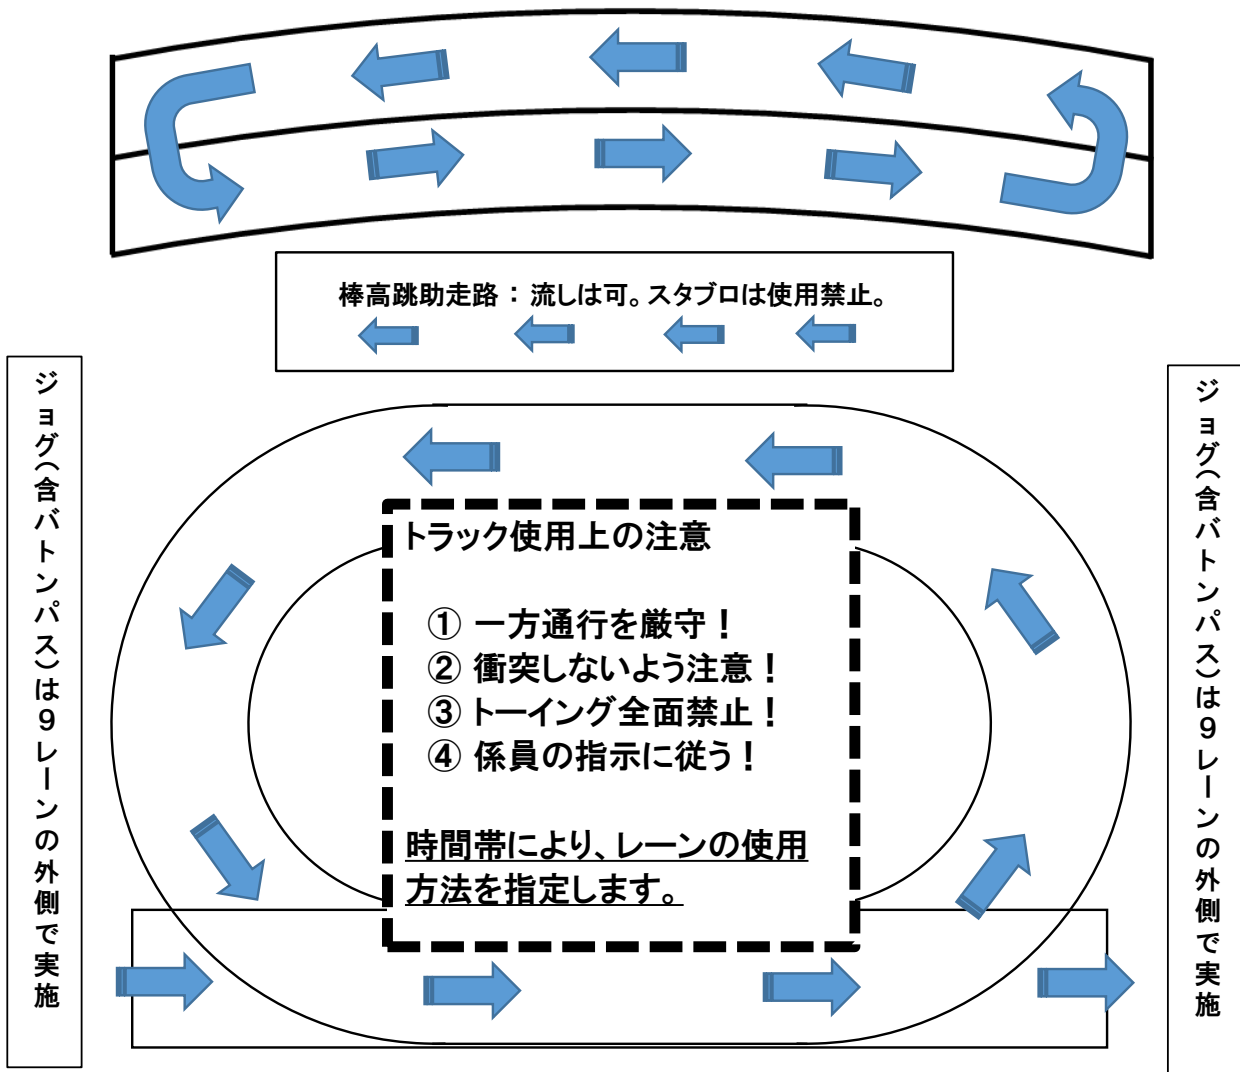 棒高跳助走路：流しは可。スタブロは使用禁止。
ジョグ（含バトンパス）は９レーンの外側で実施
トラック使用上の注意
① 一方通行を厳守！
② 衝突しないよう注意！
③ トーイング全面禁止！
④ 係員の指示に従う！
時間帯により、レーンの使用
方法を指定します。
ジョグ（含バトンパス）は９レーンの外側で実施